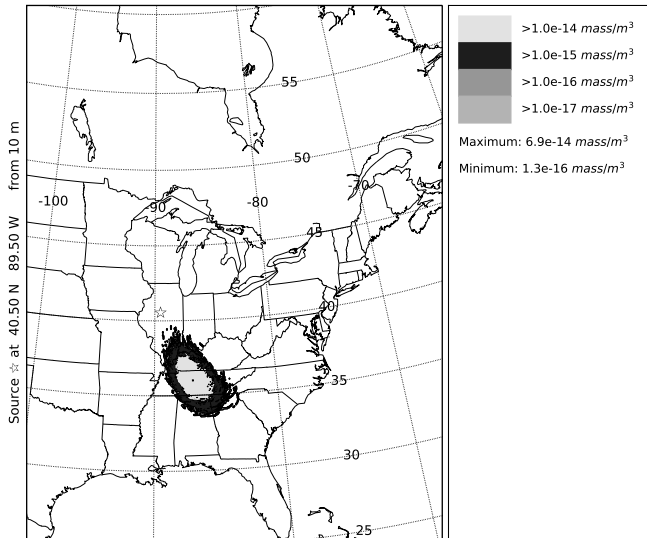 >1.0e-14 mass/m³
>1.0e-15 mass/m³
>1.0e-16 mass/m³
>1.0e-17 mass/m³
Maximum: 6.9e-14 mass/m³
Minimum: 1.3e-16 mass/m³
Source ☆ at 40.50 N 89.50 W from 10 m
55
50
-100
-90
-80
-70
45
40
35
30
25